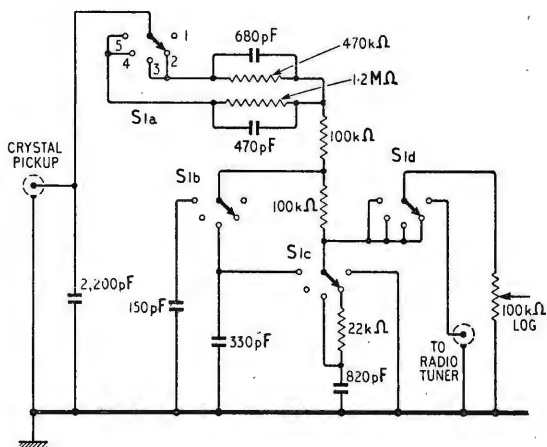 680pF
470kΩ
1
5
4
3
2
1·2MΩ
S1a
470pF
100kΩ
CRYSTAL
PICKUP
S1b
S1d
100kΩ
S1c
2,200pF
150pF
330pF
22kΩ
820pF
100kΩ
LOG
TO
RADIO
TUNER